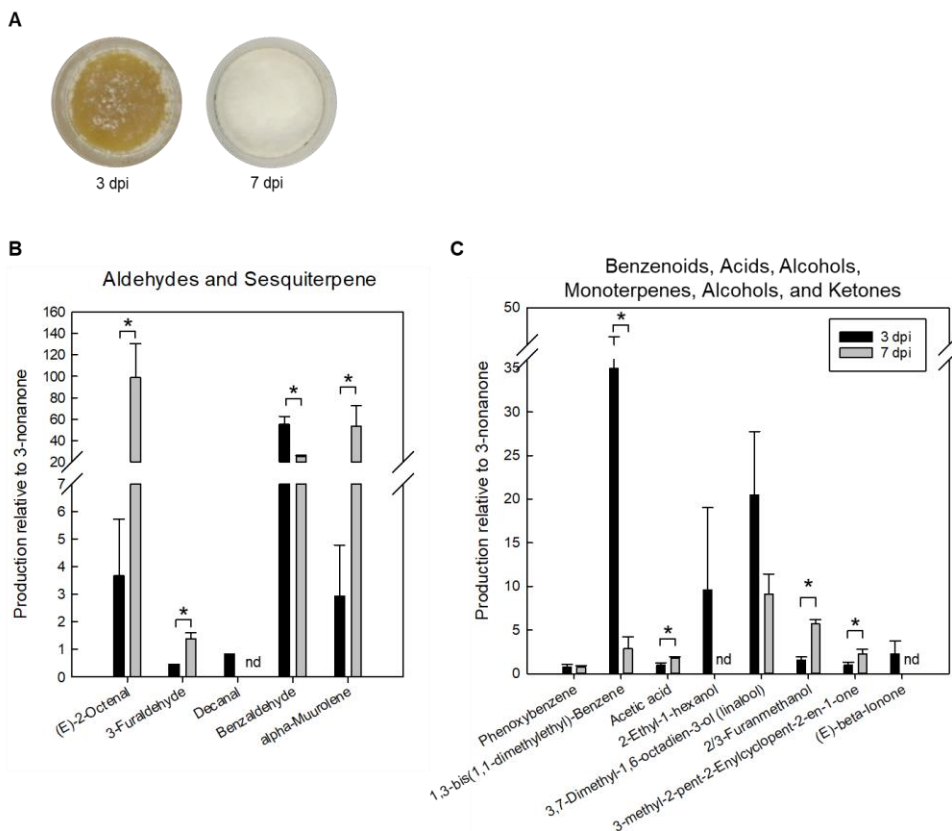 A
3 dpi
7 dpi
B
Aldehydes and Sesquiterpene
Production relative to 3-nonanone
160
140
120
100
80
60
40
20
7
6
5
4
3
2
1
0
*
*
nd
*
*
(E)-2-Octenal
3-Furaldehyde
Decanal
Benzaldehyde
alpha-Muurolene
C
Benzenoids, Acids, Alcohols,
Monoterpenes, Alcohols, and Ketones
Production relative to 3-nonanone
50
35
30
25
20
15
10
5
0
3 dpi
7 dpi
*
*
nd
*
*
nd
Phenoxybenzene
1,3-bis(1,1-dimethylethyl)-Benzene
Acetic acid
2-Ethyl-1-hexanol
3,7-Dimethyl-1,6-octadien-3-ol (linalool)
2/3-Furanmethanol
3-methyl-2-pent-2-Enylcyclopent-2-en-1-one
(E)-beta-Ionone